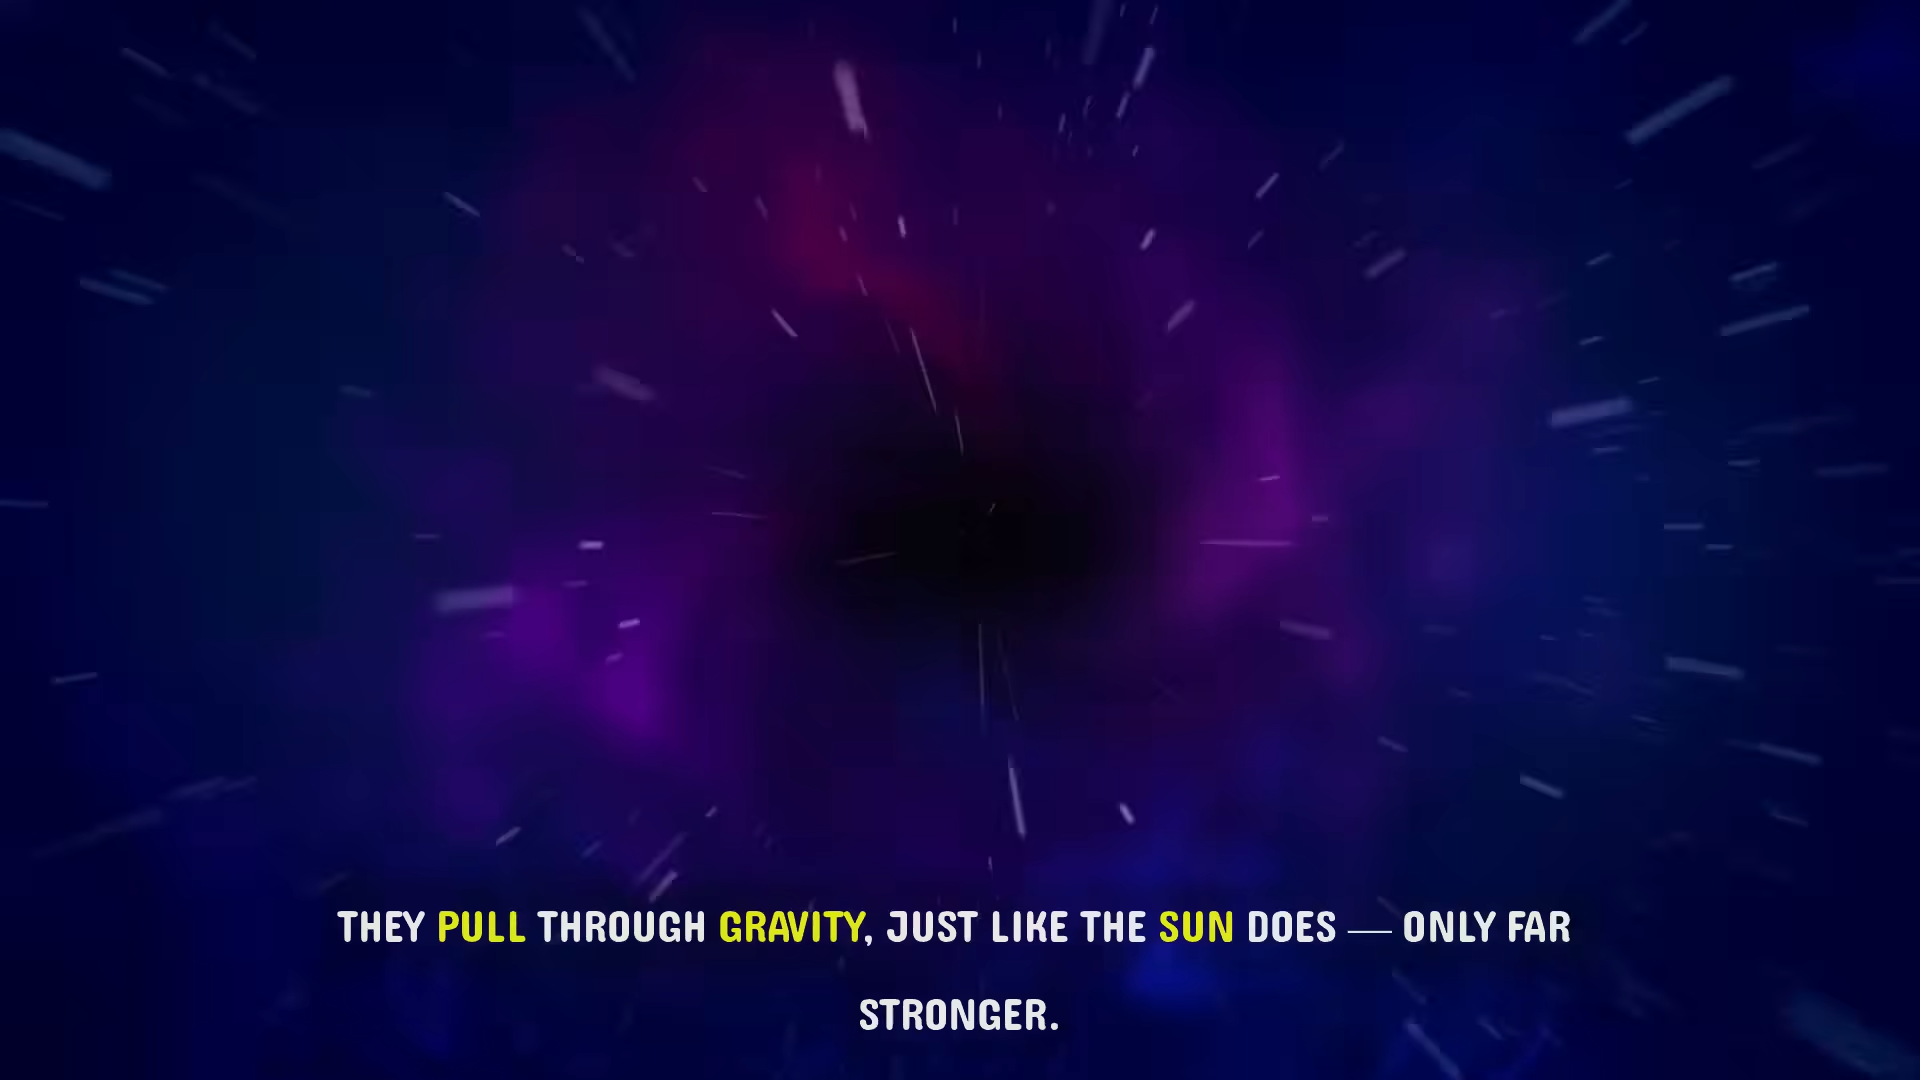 THEY PULL THROUGH GRAVITY, JUST LIKE THE SUN DOES — ONLY FAR
STRONGER.